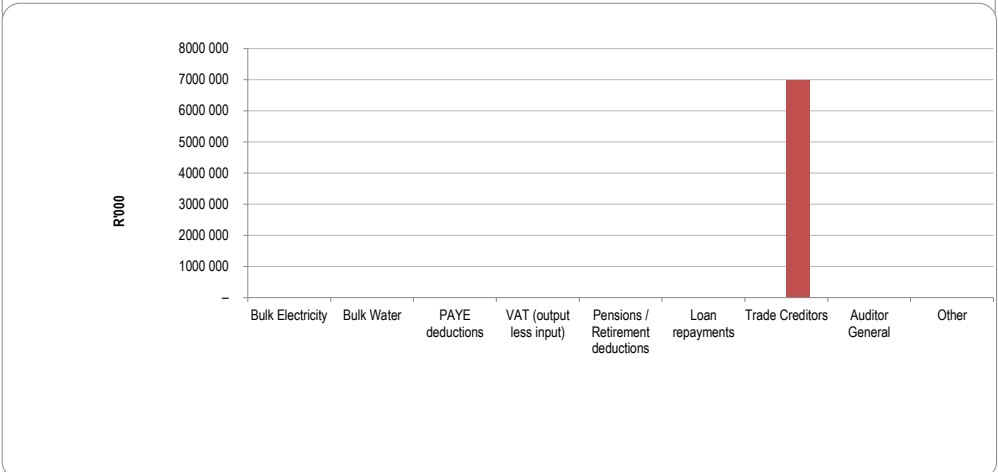 8000 000
7000 000
6000 000
5000 000
4000 000
3000 000
2000 000
1000 000
–
R'000
Bulk Electricity
Bulk Water
PAYE
deductions
VAT (output
less input)
Pensions /
Retirement
deductions
Loan
repayments
Trade Creditors
Auditor
General
Other